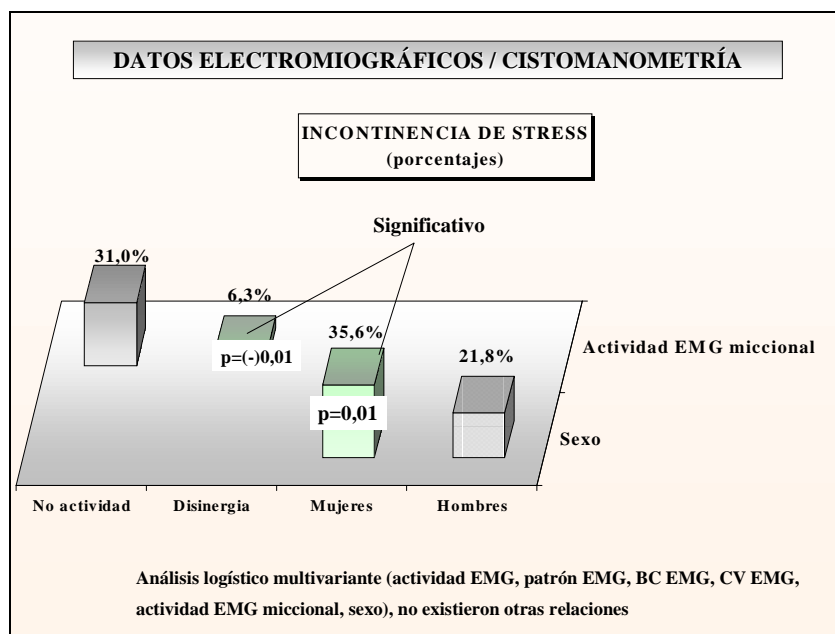 DATOS ELECTROMIOGRÁFICOS / CISTOMANOMETRÍA
INCONTINENCIA DE STRESS
(porcentajes)
Significativo
31,0%
6,3%
35,6%
21,8%
p=(-)0,01
p=0,01
Actividad EMG miccional
Sexo
No actividad
Disinergia
Mujeres
Hombres
Análisis logístico multivariante (actividad EMG, patrón EMG, BC EMG, CV EMG,
actividad EMG miccional, sexo), no existieron otras relaciones